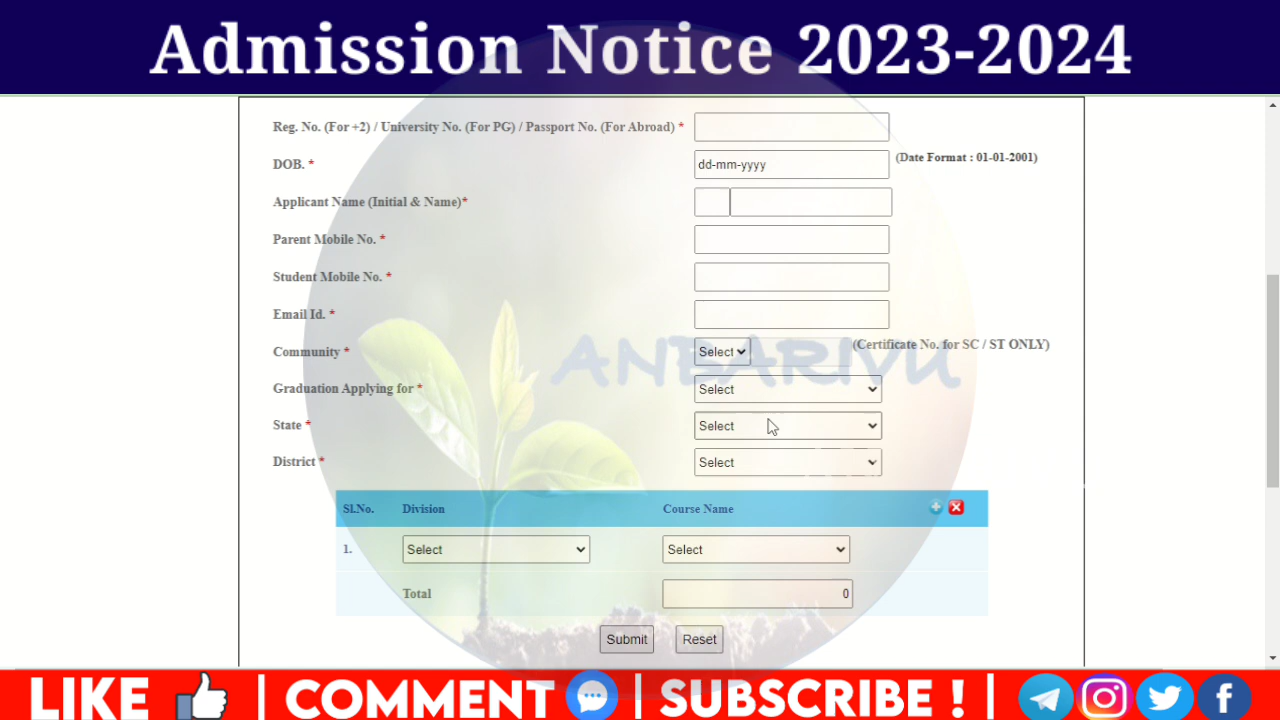 Admission Notice 2023-2024
Reg. No. (For +2) / University No. (For PG) / Passport No. (For Abroad) *
DOB. * dd-mm-yyyy (Date Format : 01-01-2001)
Applicant Name (Initial & Name)*
Parent Mobile No. *
Student Mobile No. *
Email Id. *
Community * Select (Certificate No. for SC / ST ONLY)
ANBARIVU
Graduation Applying for * Select
State * Select
District * Select
Sl.No. Division Course Name
1. Select Select
Total 0
Submit Reset
LIKE | COMMENT | SUBSCRIBE ! |